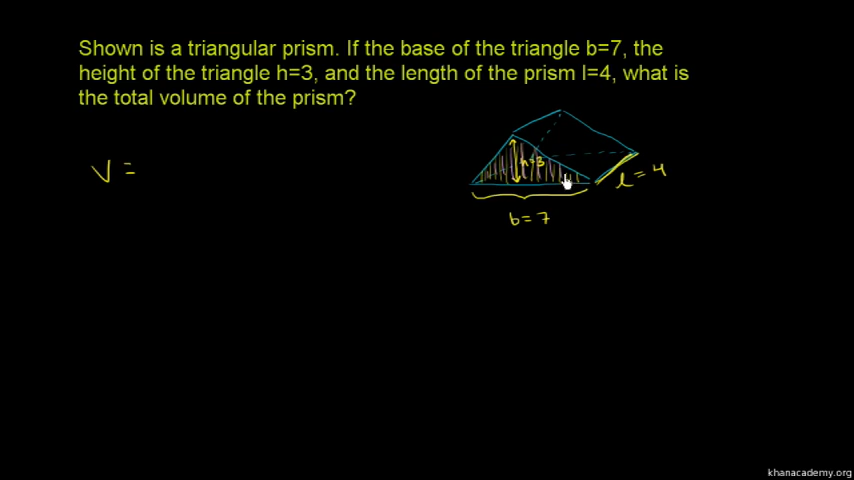 Shown is a triangular prism. If the base of the triangle b=7, the
height of the triangle h=3, and the length of the prism l=4, what is
the total volume of the prism?
V =
h=3
l = 4
b = 7
khanacademy.org